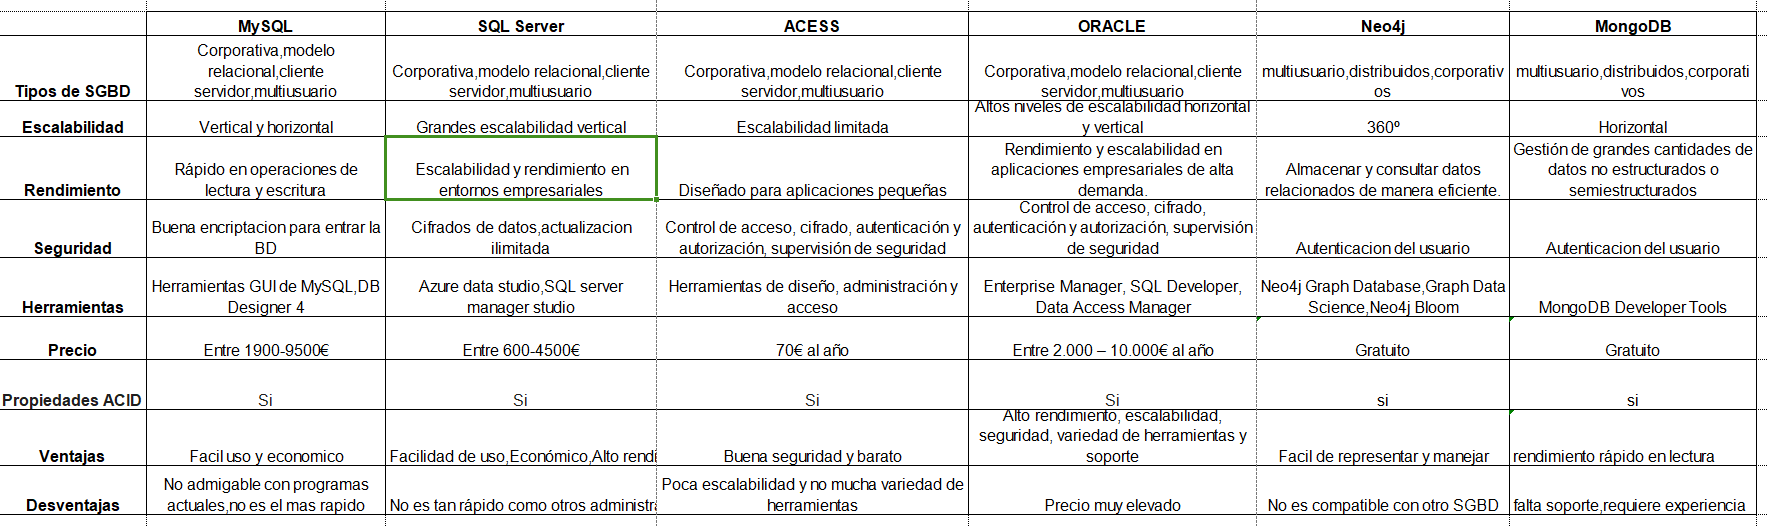 MySQL SQL Server ACESS ORACLE Neo4j MongoDB
Tipos de SGBD
Corporativa,modelo
relacional,cliente
servidor,multiusuario
Corporativa,modelo relacional,cliente
servidor,multiusuario
Corporativa,modelo relacional,cliente
servidor,multiusuario
Corporativa,modelo relacional,cliente
servidor,multiusuario
multiusuario,distribuidos,corporativ
os
multiusuario,distribuidos,corporati
vos
Escalabilidad
Vertical y horizontal
Grandes escalabilidad vertical
Escalabilidad limitada
Altos niveles de escalabilidad horizontal
y vertical
360º
Horizontal
Rendimiento
Rápido en operaciones de
lectura y escritura
Escalabilidad y rendimiento en
entornos empresariales
Diseñado para aplicaciones pequeñas
Rendimiento y escalabilidad en
aplicaciones empresariales de alta
demanda.
Almacenar y consultar datos
relacionados de manera eficiente.
Gestión de grandes cantidades de
datos no estructurados o
semiestructurados
Seguridad
Buena encriptacion para entrar la
BD
Cifrados de datos,actualizacion
ilimitada
Control de acceso, cifrado, autenticación y
autorización, supervisión de seguridad
Control de acceso, cifrado,
autenticación y autorización, supervisión
de seguridad
Autenticacion del usuario
Autenticacion del usuario
Herramientas
Herramientas GUI de MySQL,DB
Designer 4
Azure data studio,SQL server
manager studio
Herramientas de diseño, administración y
acceso
Enterprise Manager, SQL Developer,
Data Access Manager
Neo4j Graph Database,Graph Data
Science,Neo4j Bloom
MongoDB Developer Tools
Precio
Entre 1900-9500€
Entre 600-4500€
70€ al año
Entre 2.000 – 10.000€ al año
Gratuito
Gratuito
Propiedades ACID
Si
Si
Si
Si
si
si
Ventajas
Facil uso y economico
Facilidad de uso,Económico,Alto rendi
Buena seguridad y barato
Alto rendimiento, escalabilidad,
seguridad, variedad de herramientas y
soporte
Facil de representar y manejar
rendimiento rápido en lectura
Desventajas
No admigable con programas
actuales,no es el mas rapido
No es tan rápido como otros administra
Poca escalabilidad y no mucha variedad de
herramientas
Precio muy elevado
No es compatible con otro SGBD
falta soporte,requiere experiencia